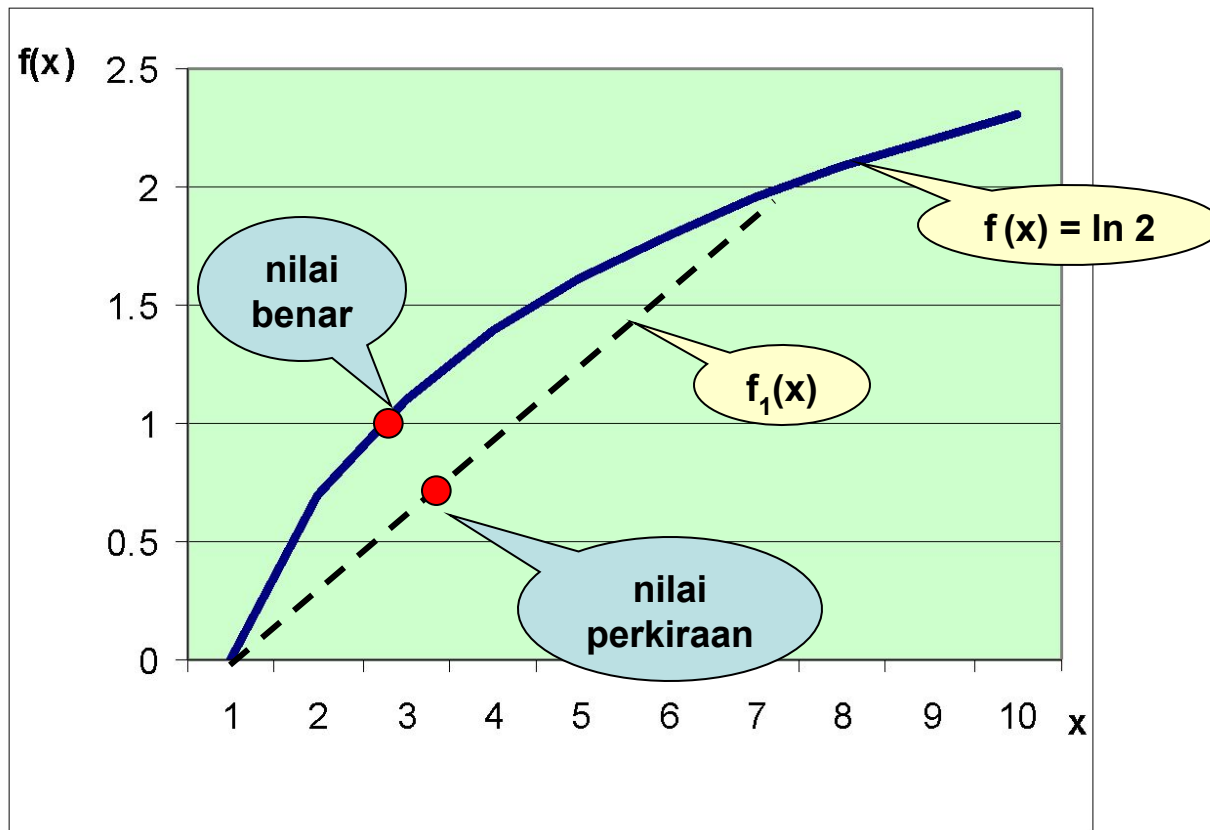 f(x)
2.5
2
1.5
1
0.5
0
nilai
benar
f (x) = ln 2
f₁(x)
nilai
perkiraan
1 2 3 4 5 6 7 8 9 10 x